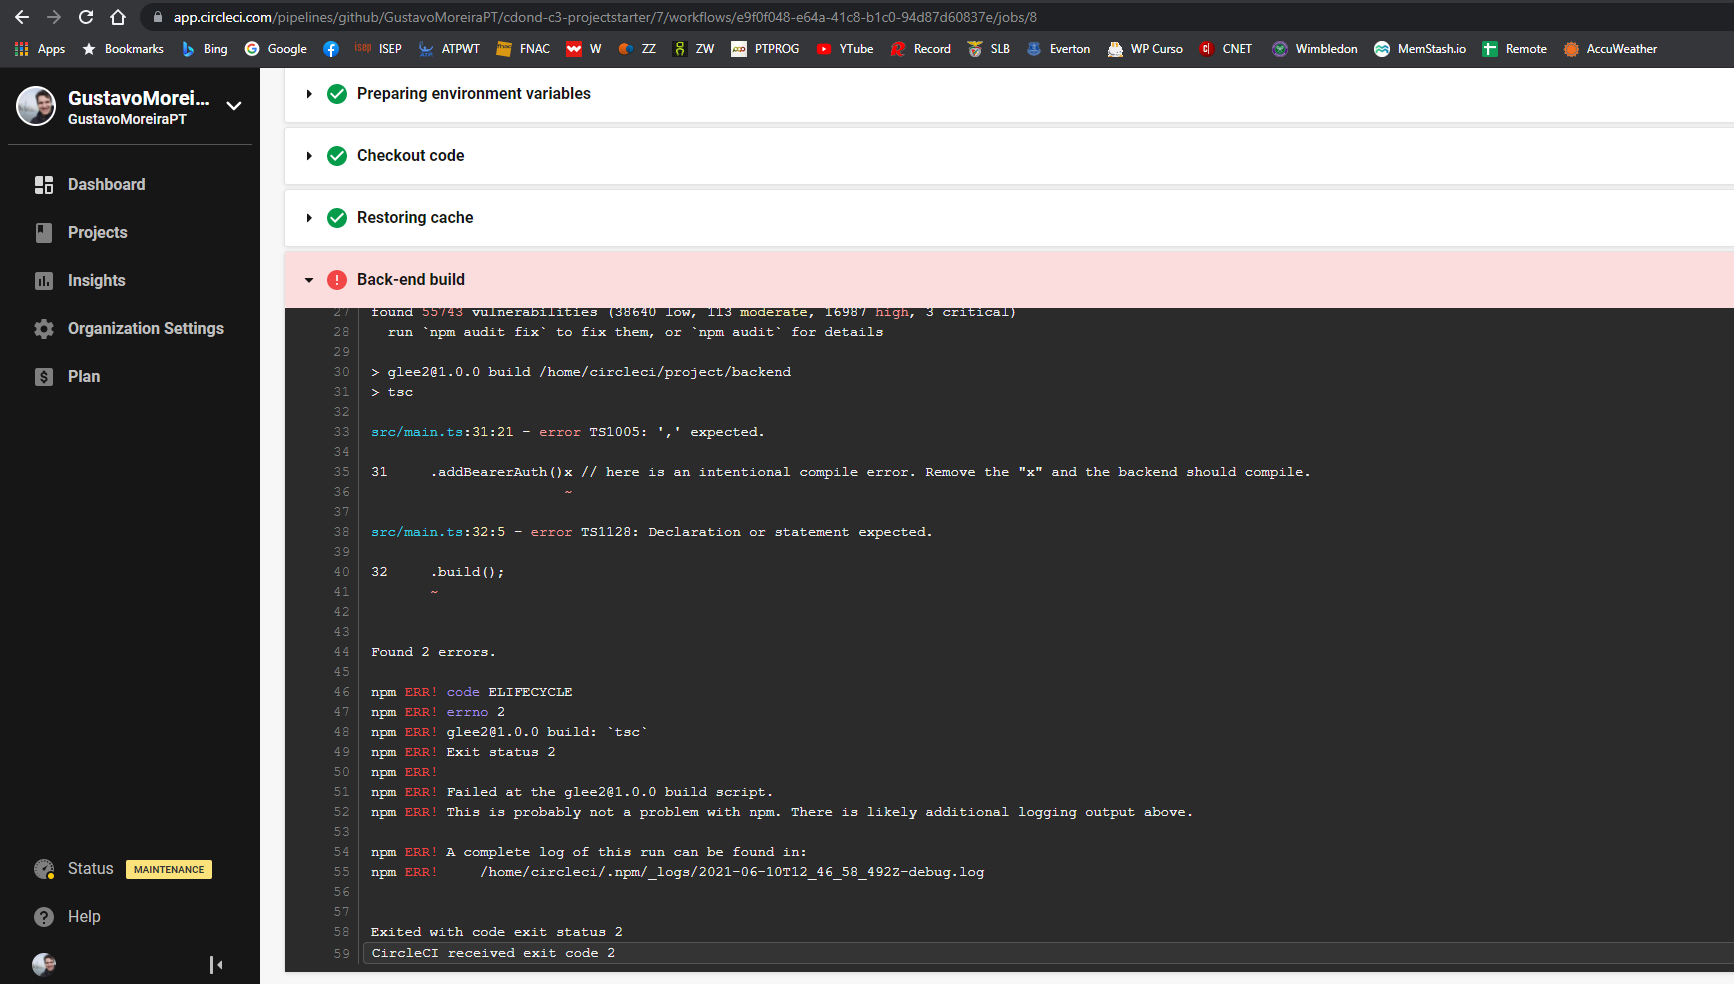 app.circleci.com/pipelines/github/GustavoMoreiraPT/cdond-c3-projectstarter/7/workflows/e9f0f048-e64a-41c8-b1c0-94d87d60837e/jobs/8
Apps Bookmarks Bing Google isep ISEP ATPWT fnac FNAC W ZZ ZW PTPROG YTube Record SLB Everton WP Curso CNET Wimbledon MemStash.io Remote AccuWeather
GustavoMorei...
GustavoMoreiraPT
Dashboard
Projects
Insights
Organization Settings
Plan
Status MAINTENANCE
Help
Preparing environment variables
Checkout code
Restoring cache
Back-end build
27 found 55743 vulnerabilities (38640 low, 113 moderate, 16987 high, 3 critical)
28 run `npm audit fix` to fix them, or `npm audit` for details
29
30 > glee2@1.0.0 build /home/circleci/project/backend
31 > tsc
32
33 src/main.ts:31:21 - error TS1005: ',' expected.
34
35 31 .addBearerAuth()x // here is an intentional compile error. Remove the "x" and the backend should compile.
36 ~
37
38 src/main.ts:32:5 - error TS1128: Declaration or statement expected.
39
40 32 .build();
41 ~
42
43
44 Found 2 errors.
45
46 npm ERR! code ELIFECYCLE
47 npm ERR! errno 2
48 npm ERR! glee2@1.0.0 build: `tsc`
49 npm ERR! Exit status 2
50 npm ERR!
51 npm ERR! Failed at the glee2@1.0.0 build script.
52 npm ERR! This is probably not a problem with npm. There is likely additional logging output above.
53
54 npm ERR! A complete log of this run can be found in:
55 npm ERR! /home/circleci/.npm/_logs/2021-06-10T12_46_58_492Z-debug.log
56
57
58 Exited with code exit status 2
59 CircleCI received exit code 2